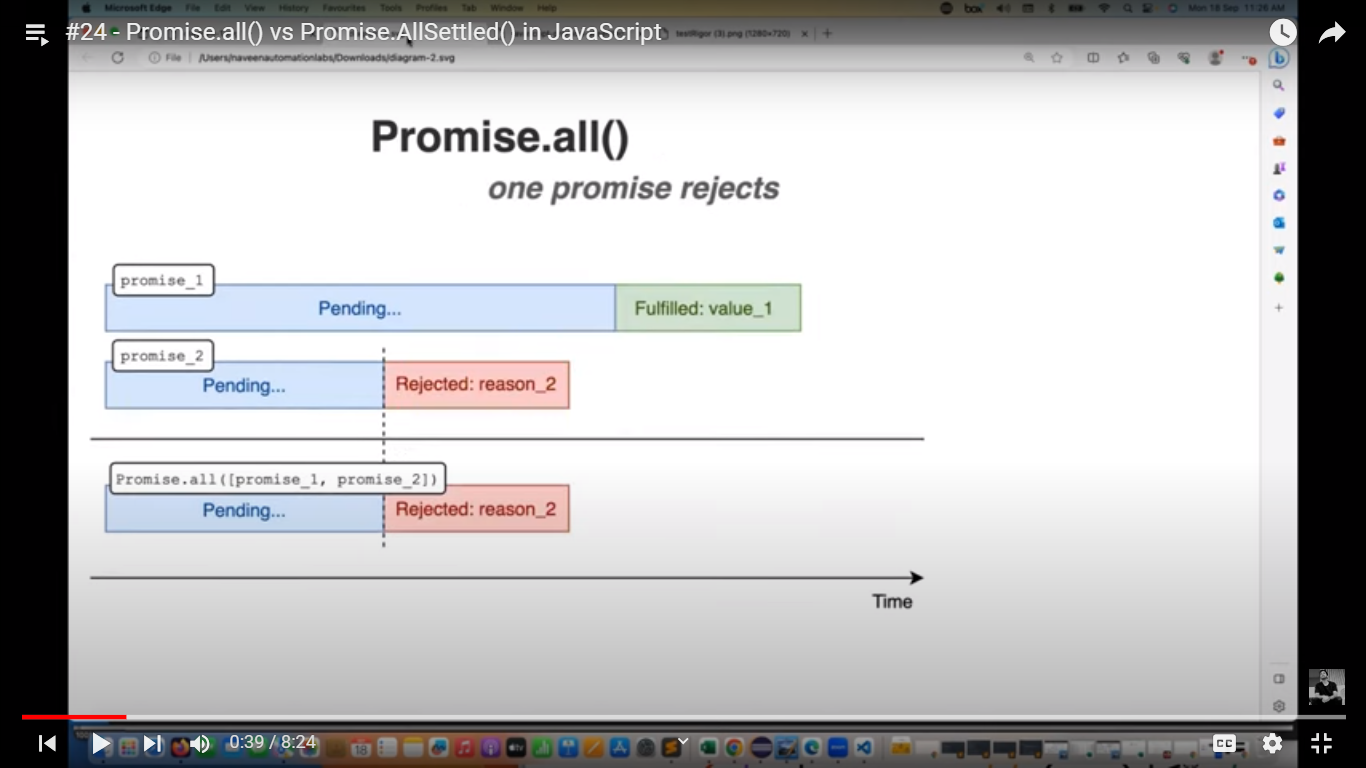 Microsoft Edge File Edit View History Favourites Tools Profiles Tab Window Help
box Mon 18 Sep 11:26 AM
#24 - Promise.all() vs Promise.AllSettled() in JavaScript
testRigor (3).png (1280×720)
File /Users/naveenautomationlabs/Downloads/diagram-2.svg
Promise.all()
one promise rejects
promise_1
Pending...
Fulfilled: value_1
promise_2
Pending...
Rejected: reason_2
Promise.all([promise_1, promise_2])
Pending...
Rejected: reason_2
Time
0:39 / 8:24
18
tv
CC